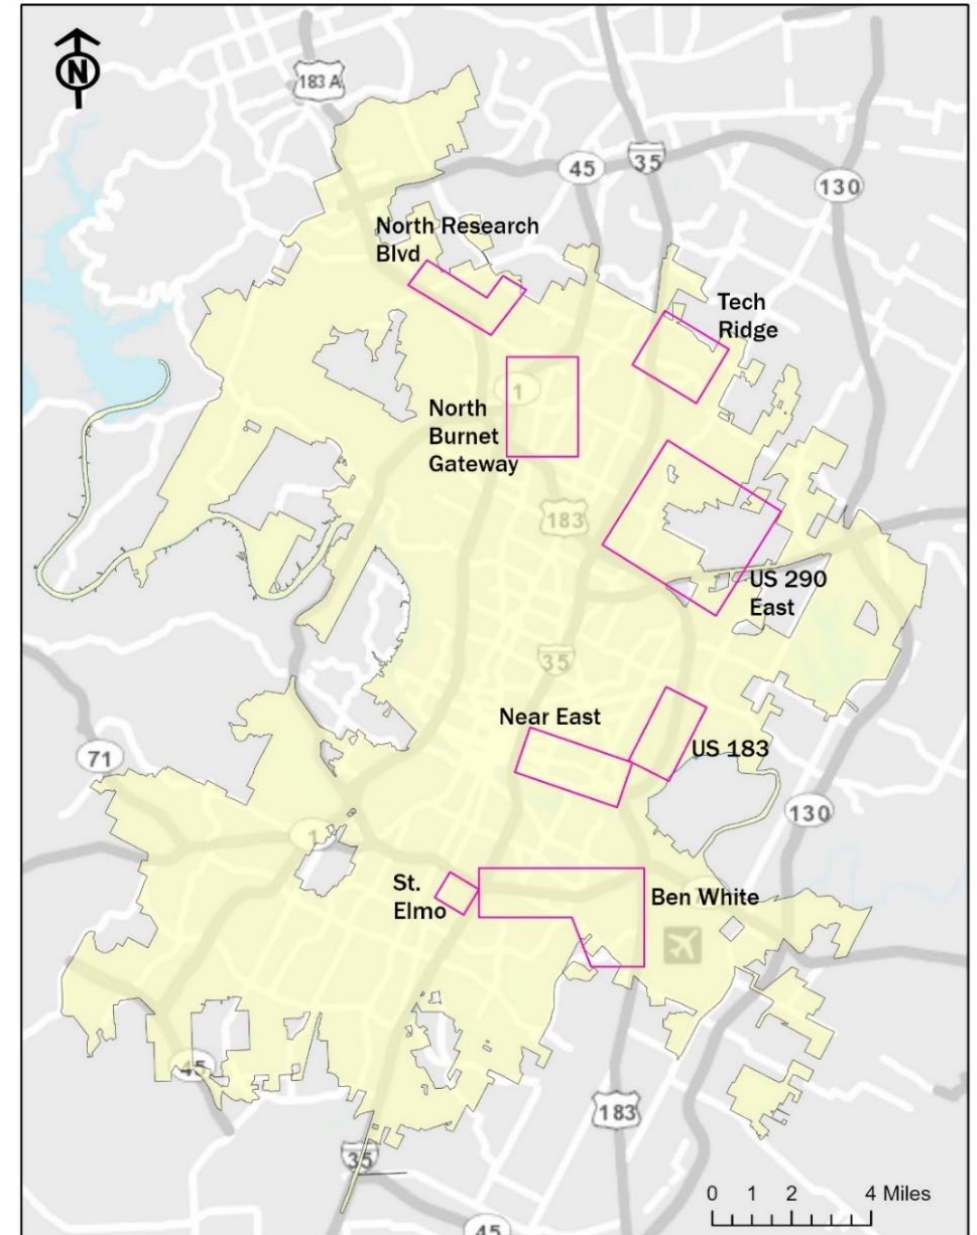 N
183 A
45
35
130
North Research
Blvd
Tech
Ridge
1
North
Burnet
Gateway
183
US 290
East
35
Near East
US 183
71
130
1
St.
Elmo
Ben White
45
183
35
45
0 1 2 4 Miles